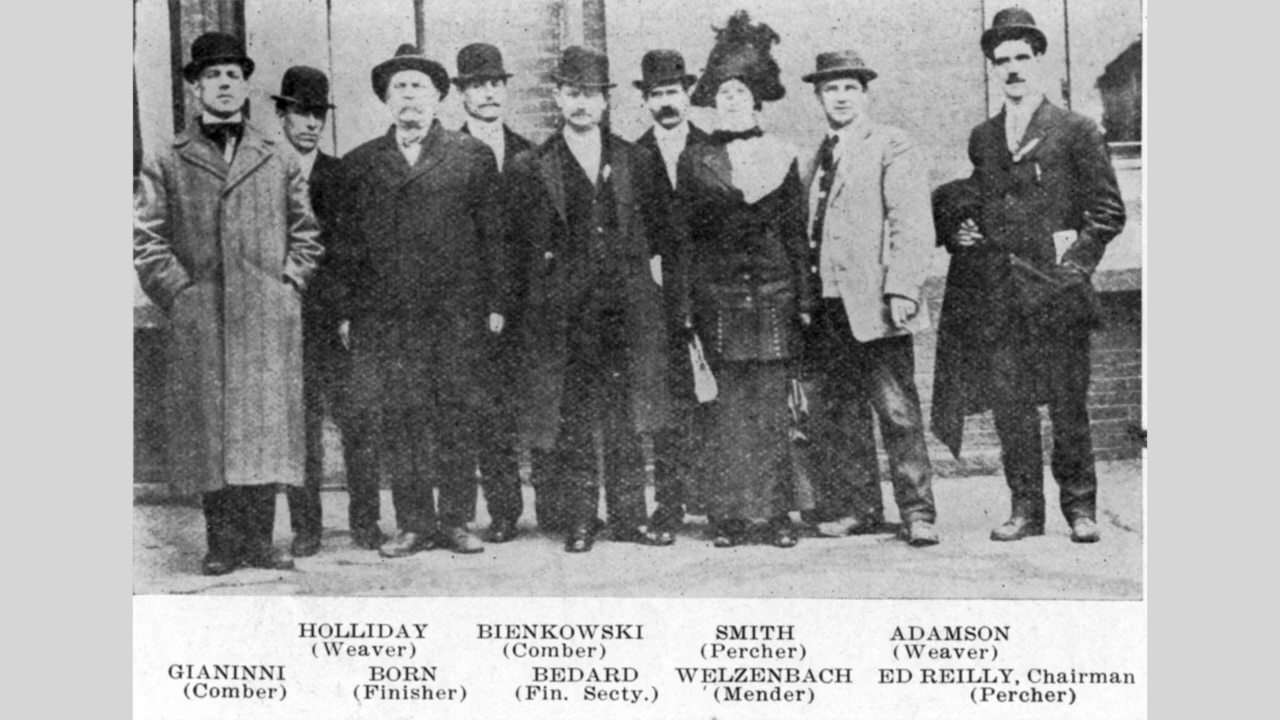 HOLLIDAY BIENKOWSKI SMITH ADAMSON
(Weaver) (Comber) (Percher) (Weaver)
GIANINNI BORN BEDARD WELZENBACH ED REILLY, Chairman
(Comber) (Finisher) (Fin. Secty.) (Mender) (Percher)